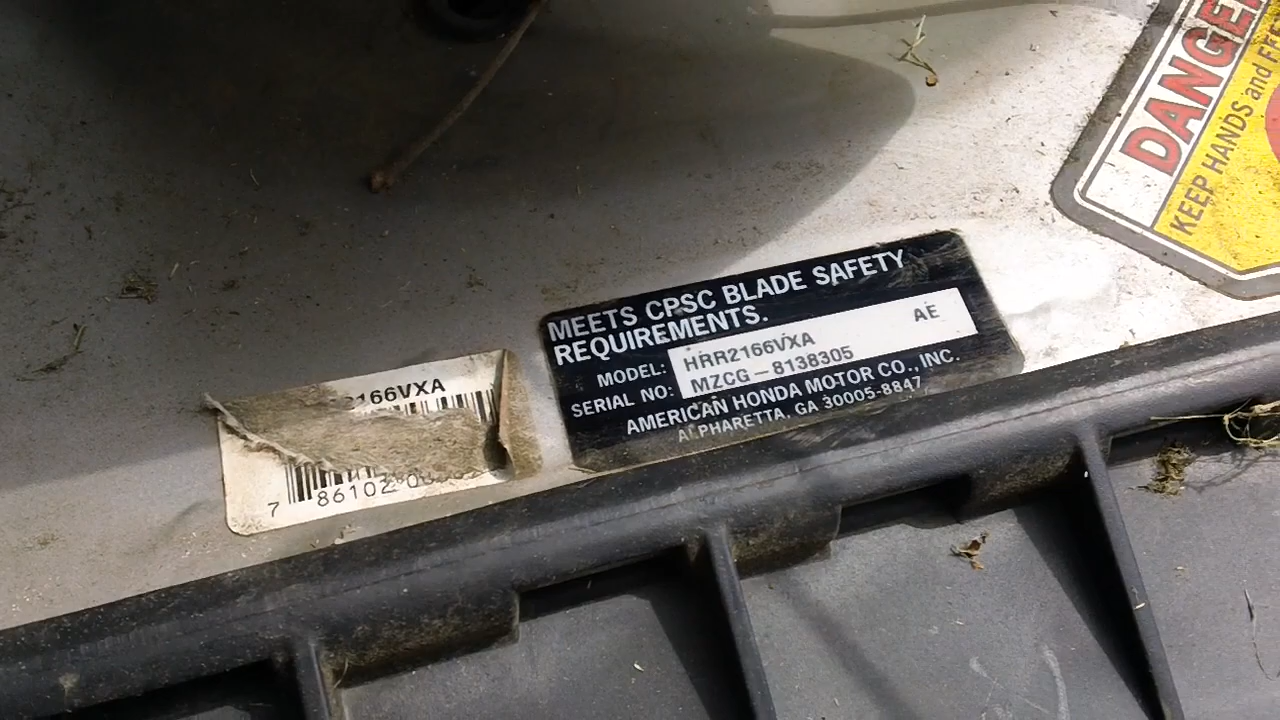 MEETS CPSC BLADE SAFETY
REQUIREMENTS.
MODEL: HRR2166VXA AE
SERIAL NO: MZCG-8138305
AMERICAN HONDA MOTOR CO., INC.
ALPHARETTA, GA 30005-8847
2166VXA
7 86102
DANGER
KEEP HANDS and